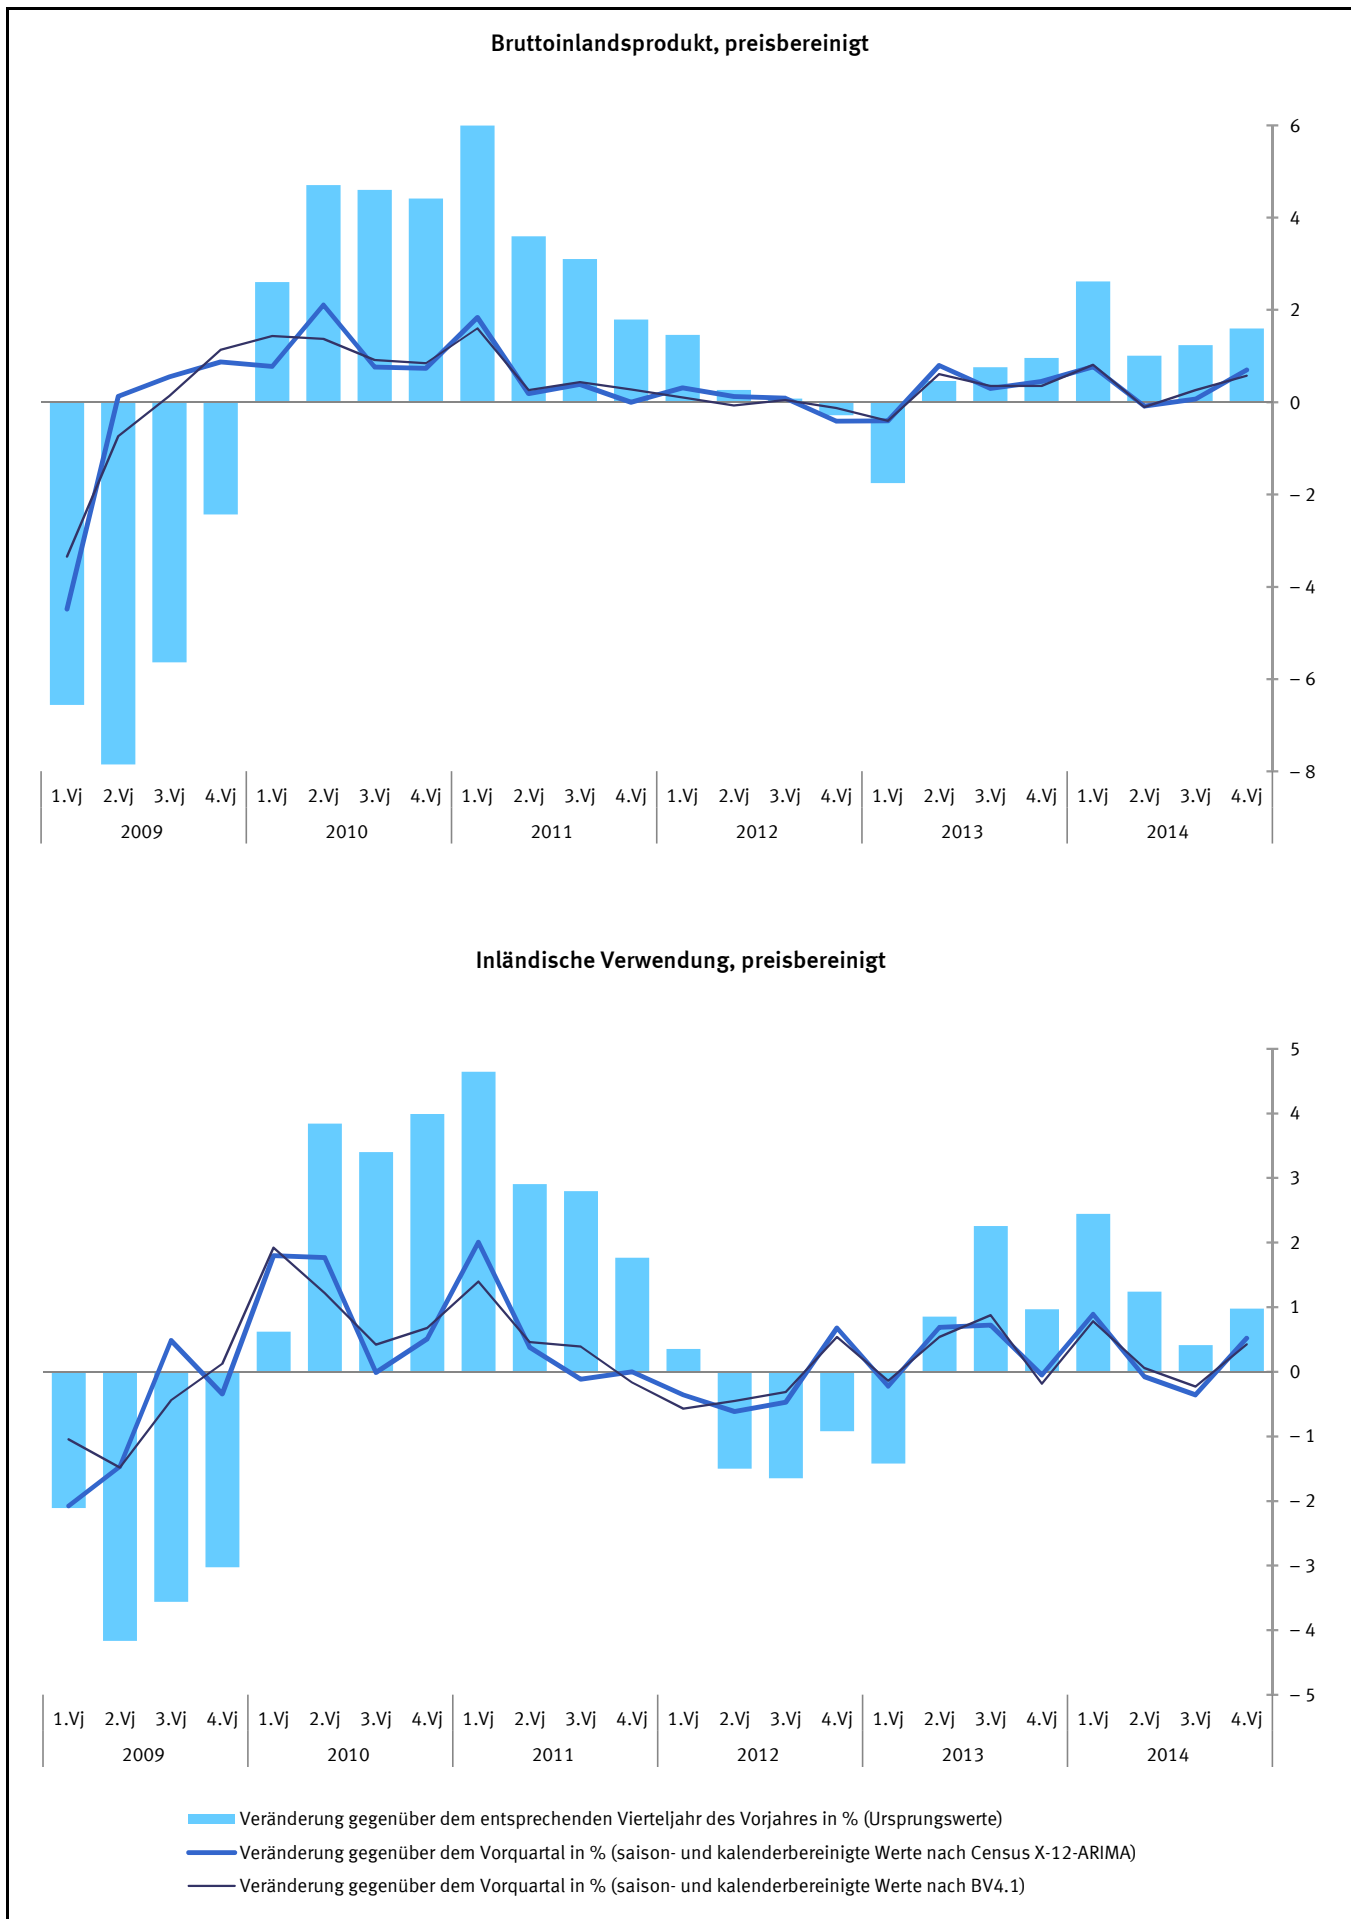 Bruttoinlandsprodukt, preisbereinigt
6
4
2
0
– 2
– 4
– 6
– 8
1.Vj 2.Vj 3.Vj 4.Vj 1.Vj 2.Vj 3.Vj 4.Vj 1.Vj 2.Vj 3.Vj 4.Vj 1.Vj 2.Vj 3.Vj 4.Vj 1.Vj 2.Vj 3.Vj 4.Vj 1.Vj 2.Vj 3.Vj 4.Vj
2009 2010 2011 2012 2013 2014
Inländische Verwendung, preisbereinigt
5
4
3
2
1
0
– 1
– 2
– 3
– 4
– 5
1.Vj 2.Vj 3.Vj 4.Vj 1.Vj 2.Vj 3.Vj 4.Vj 1.Vj 2.Vj 3.Vj 4.Vj 1.Vj 2.Vj 3.Vj 4.Vj 1.Vj 2.Vj 3.Vj 4.Vj 1.Vj 2.Vj 3.Vj 4.Vj
2009 2010 2011 2012 2013 2014
Veränderung gegenüber dem entsprechenden Vierteljahr des Vorjahres in % (Ursprungswerte)
Veränderung gegenüber dem Vorquartal in % (saison- und kalenderbereinigte Werte nach Census X-12-ARIMA)
Veränderung gegenüber dem Vorquartal in % (saison- und kalenderbereinigte Werte nach BV4.1)